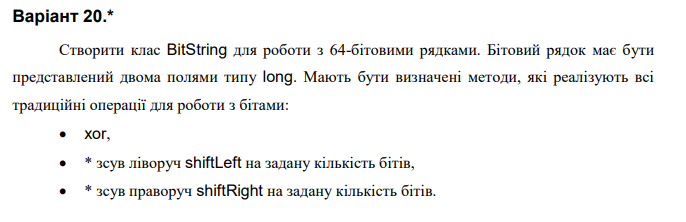 Варіант 20.*
Створити клас BitString для роботи з 64-бітовими рядками. Бітовий рядок має бути
представлений двома полями типу long. Мають бути визначені методи, які реалізують всі
традиційні операції для роботи з бітами:
• xor,
• * зсув ліворуч shiftLeft на задану кількість бітів,
• * зсув праворуч shiftRight на задану кількість бітів.